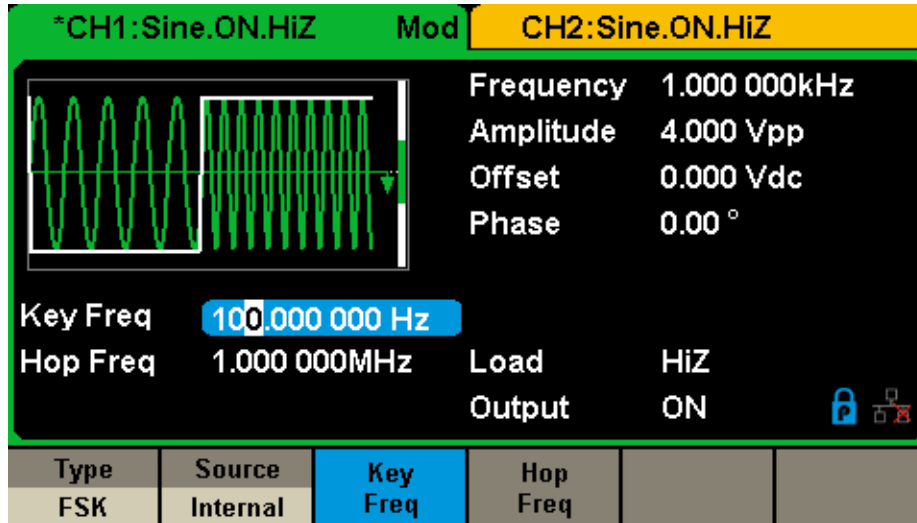 *CH1:Sine.ON.HiZ Mod CH2:Sine.ON.HiZ
Frequency 1.000 000kHz
Amplitude 4.000 Vpp
Offset 0.000 Vdc
Phase 0.00 °
Key Freq 100.000 000 Hz
Hop Freq 1.000 000MHz Load HiZ
Output ON P
Type Source Key Freq Hop Freq
FSK Internal